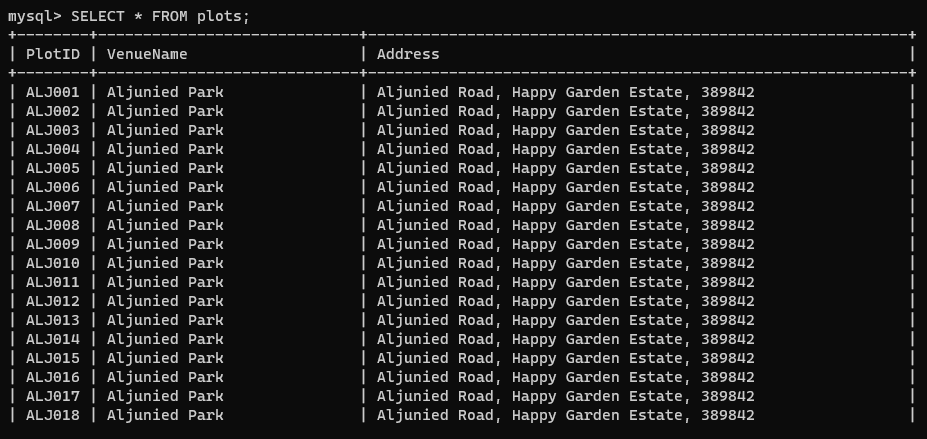 mysql> SELECT * FROM plots;
+--------+------------------------------+------------------------------------------------------------+
| PlotID | VenueName                    | Address                                                    |
+--------+------------------------------+------------------------------------------------------------+
| ALJ001 | Aljunied Park                | Aljunied Road, Happy Garden Estate, 389842                 |
| ALJ002 | Aljunied Park                | Aljunied Road, Happy Garden Estate, 389842                 |
| ALJ003 | Aljunied Park                | Aljunied Road, Happy Garden Estate, 389842                 |
| ALJ004 | Aljunied Park                | Aljunied Road, Happy Garden Estate, 389842                 |
| ALJ005 | Aljunied Park                | Aljunied Road, Happy Garden Estate, 389842                 |
| ALJ006 | Aljunied Park                | Aljunied Road, Happy Garden Estate, 389842                 |
| ALJ007 | Aljunied Park                | Aljunied Road, Happy Garden Estate, 389842                 |
| ALJ008 | Aljunied Park                | Aljunied Road, Happy Garden Estate, 389842                 |
| ALJ009 | Aljunied Park                | Aljunied Road, Happy Garden Estate, 389842                 |
| ALJ010 | Aljunied Park                | Aljunied Road, Happy Garden Estate, 389842                 |
| ALJ011 | Aljunied Park                | Aljunied Road, Happy Garden Estate, 389842                 |
| ALJ012 | Aljunied Park                | Aljunied Road, Happy Garden Estate, 389842                 |
| ALJ013 | Aljunied Park                | Aljunied Road, Happy Garden Estate, 389842                 |
| ALJ014 | Aljunied Park                | Aljunied Road, Happy Garden Estate, 389842                 |
| ALJ015 | Aljunied Park                | Aljunied Road, Happy Garden Estate, 389842                 |
| ALJ016 | Aljunied Park                | Aljunied Road, Happy Garden Estate, 389842                 |
| ALJ017 | Aljunied Park                | Aljunied Road, Happy Garden Estate, 389842                 |
| ALJ018 | Aljunied Park                | Aljunied Road, Happy Garden Estate, 389842                 |